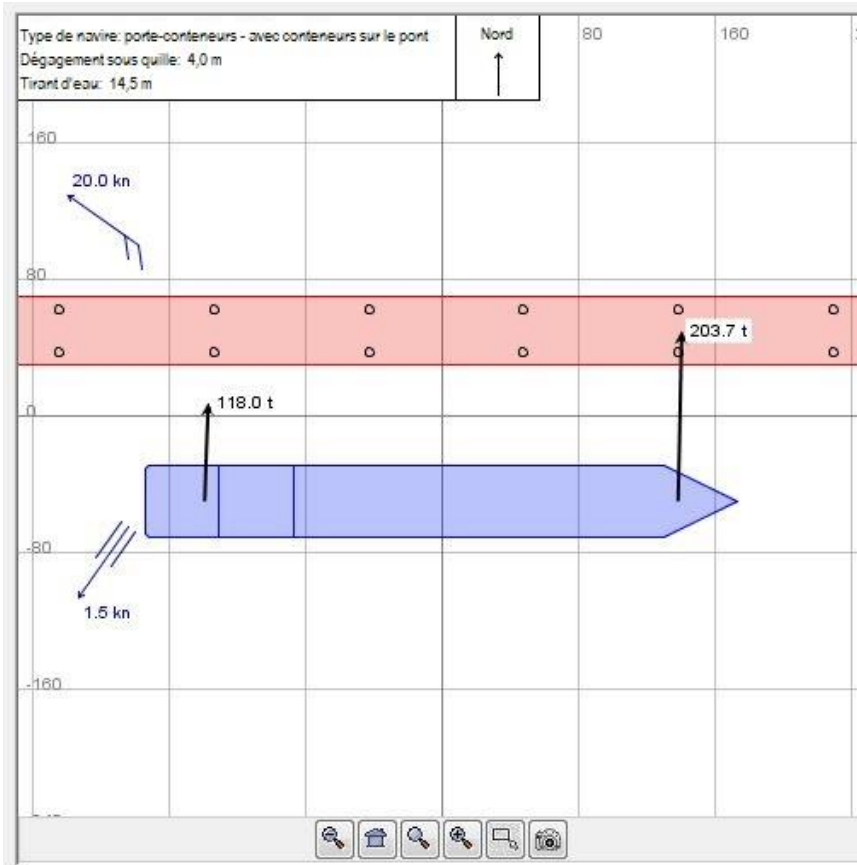 Type de navire: porte-conteneurs - avec conteneurs sur le pont
Dégagement sous quille: 4,0 m
Tirant d'eau: 14,5 m
Nord
80
160
160
20.0 kn
80
203.7 t
118.0 t
0
-80
1.5 kn
-160